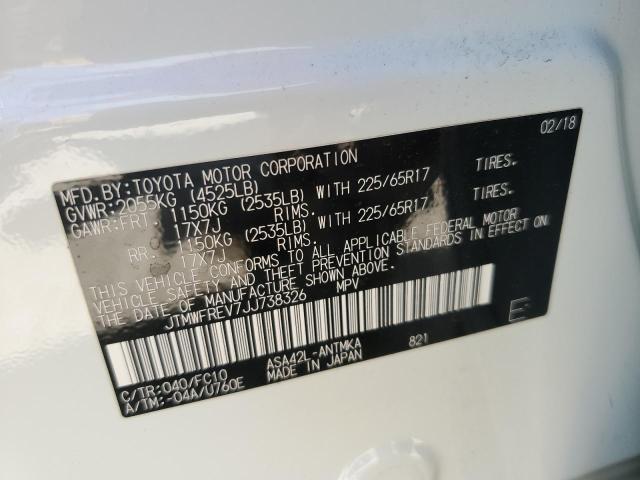 02/18
MFD.BY:TOYOTA MOTOR CORPORATION
GVWR:2055KG (4525LB)
GAWR:FRT. 1150KG (2535LB) WITH 225/65R17 TIRES.
17X7J RIMS.
RR. 1150KG (2535LB) WITH 225/65R17 TIRES.
17X7J RIMS.
THIS VEHICLE CONFORMS TO ALL APPLICABLE FEDERAL MOTOR
VEHICLE SAFETY AND THEFT PREVENTION STANDARDS IN EFFECT ON
THE DATE OF MANUFACTURE SHOWN ABOVE.
JTMWFREV7JJ738326 MPV
E
ASA42L-ANTMKA 821
C/TR:040/FC10 MADE IN JAPAN
A/TM:-04A/U760E